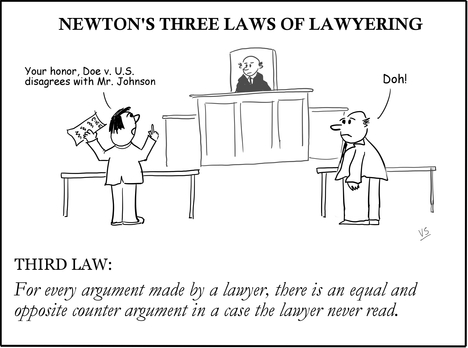 NEWTON'S THREE LAWS OF LAWYERING
Your honor, Doe v. U.S.
disagrees with Mr. Johnson
Doh!
VS
THIRD LAW:
For every argument made by a lawyer, there is an equal and
opposite counter argument in a case the lawyer never read.